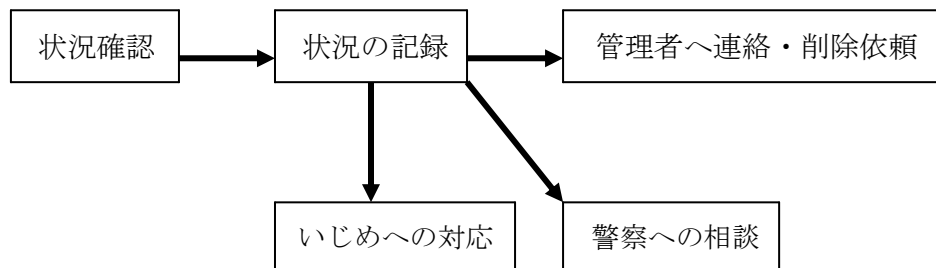 状況確認
状況の記録
管理者へ連絡・削除依頼
いじめへの対応
警察への相談